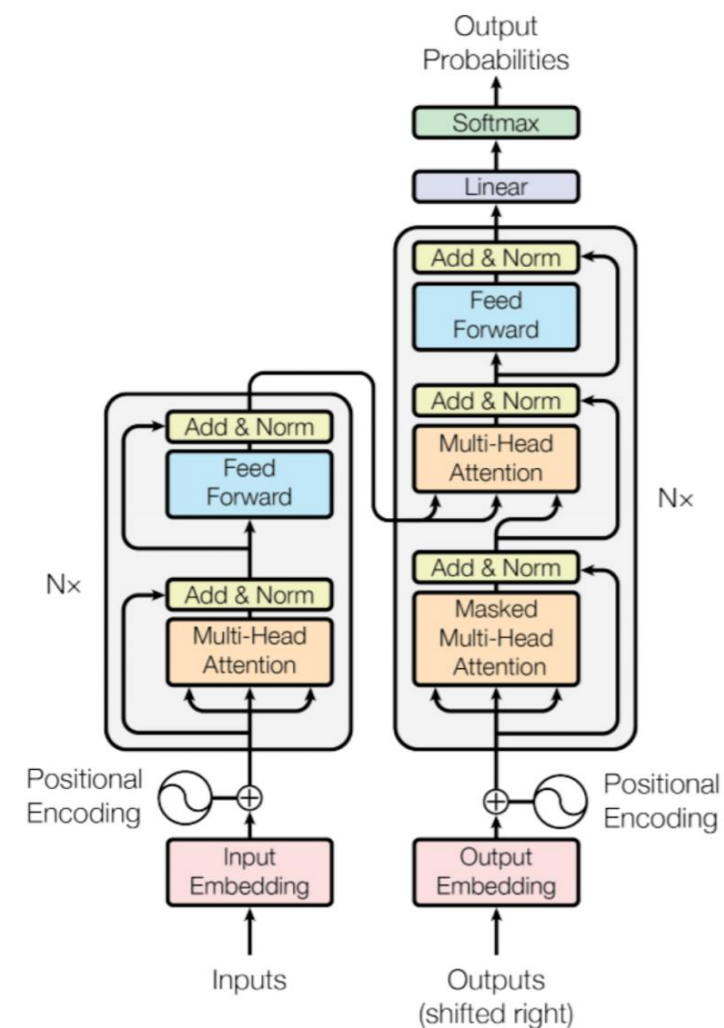 Output
Probabilities
Softmax
Linear
Add & Norm
Feed
Forward
Add & Norm
Multi-Head
Attention
Nx
Add & Norm
Masked
Multi-Head
Attention
Add & Norm
Feed
Forward
Nx
Add & Norm
Multi-Head
Attention
Positional
Encoding
Positional
Encoding
Input
Embedding
Output
Embedding
Inputs
Outputs
(shifted right)